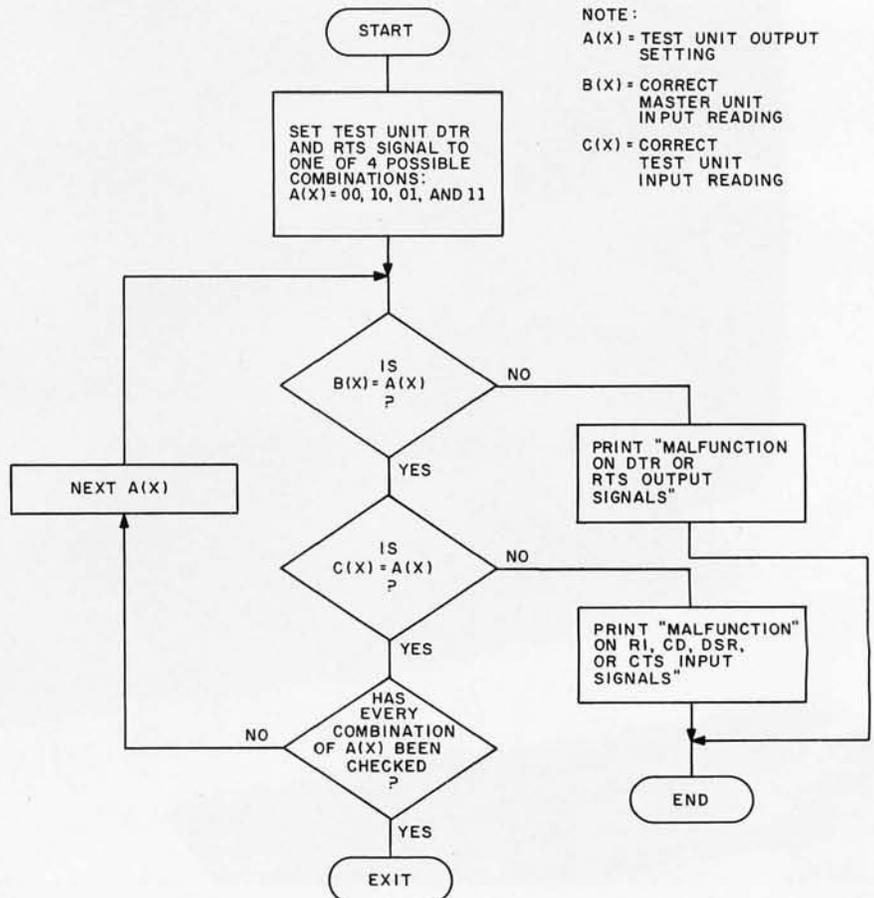 START
SET TEST UNIT DTR
AND RTS SIGNAL TO
ONE OF 4 POSSIBLE
COMBINATIONS:
A(X)=00, 10, 01, AND 11
NOTE:
A(X)= TEST UNIT OUTPUT
SETTING
B(X)= CORRECT
MASTER UNIT
INPUT READING
C(X)= CORRECT
TEST UNIT
INPUT READING
IS
B(X)= A(X)
?
NO
YES
PRINT "MALFUNCTION
ON DTR OR
RTS OUTPUT
SIGNALS"
NEXT A(X)
IS
C(X)= A(X)
?
NO
YES
PRINT "MALFUNCTION"
ON RI, CD, DSR,
OR CTS INPUT
SIGNALS"
HAS
EVERY
COMBINATION
OF A(X) BEEN
CHECKED
?
NO
YES
END
EXIT